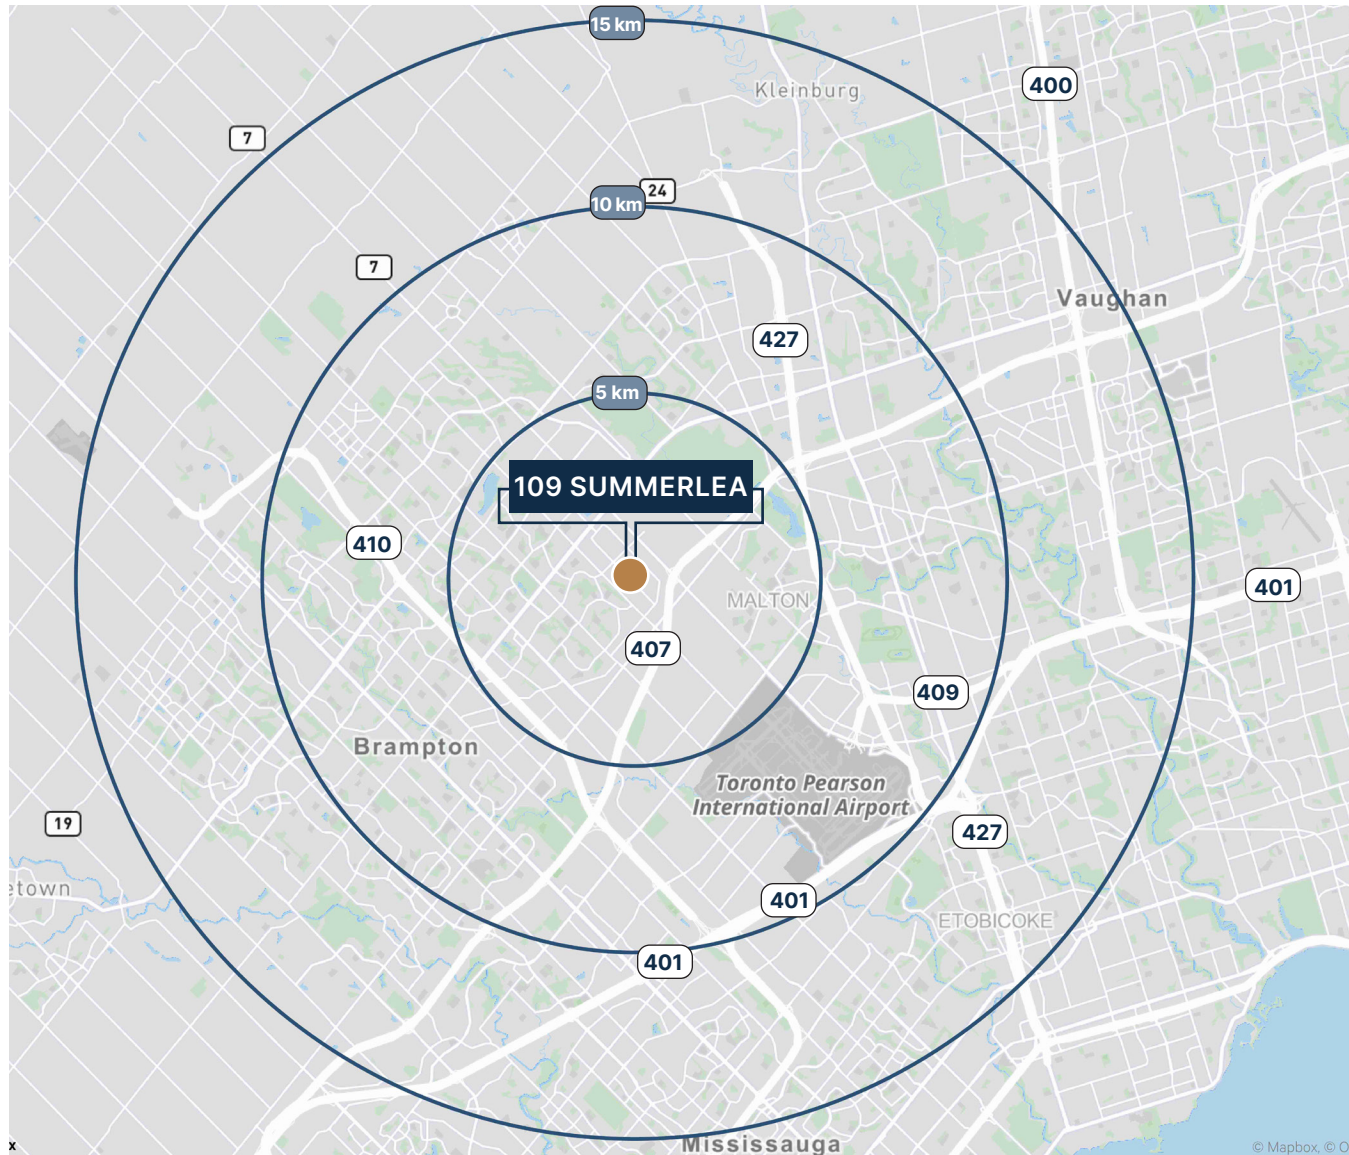 15 km
Kleinburg
400
7
10 km
24
7
Vaughan
427
5 km
109 SUMMERLEA
410
401
MALTON
407
409
Brampton
Toronto Pearson
International Airport
19
427
etown
401
ETOBICOKE
401
Mississauga
x
© Mapbox, © O